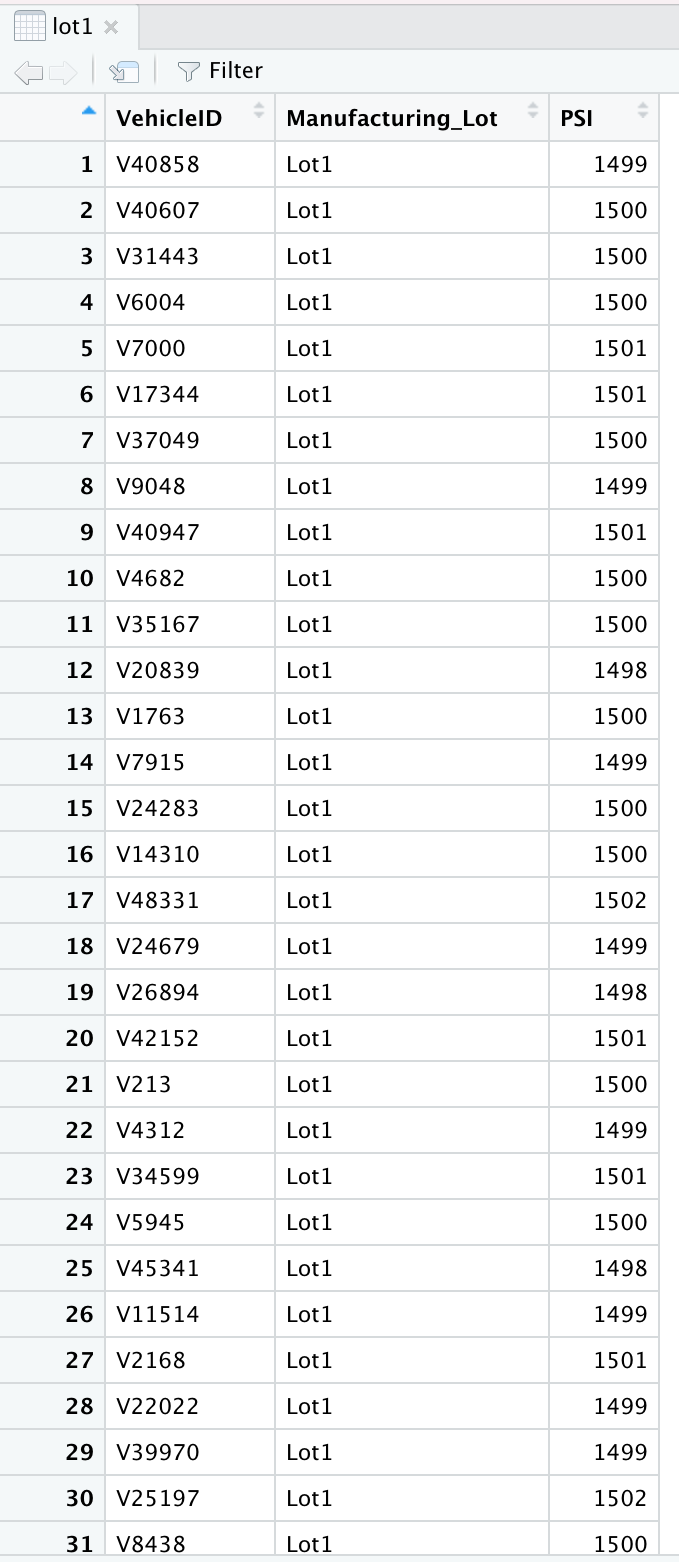 lot1
Filter
VehicleID Manufacturing_Lot PSI
1 V40858 Lot1 1499
2 V40607 Lot1 1500
3 V31443 Lot1 1500
4 V6004 Lot1 1500
5 V7000 Lot1 1501
6 V17344 Lot1 1501
7 V37049 Lot1 1500
8 V9048 Lot1 1499
9 V40947 Lot1 1501
10 V4682 Lot1 1500
11 V35167 Lot1 1500
12 V20839 Lot1 1498
13 V1763 Lot1 1500
14 V7915 Lot1 1499
15 V24283 Lot1 1500
16 V14310 Lot1 1500
17 V48331 Lot1 1502
18 V24679 Lot1 1499
19 V26894 Lot1 1498
20 V42152 Lot1 1501
21 V213 Lot1 1500
22 V4312 Lot1 1499
23 V34599 Lot1 1501
24 V5945 Lot1 1500
25 V45341 Lot1 1498
26 V11514 Lot1 1499
27 V2168 Lot1 1501
28 V22022 Lot1 1499
29 V39970 Lot1 1499
30 V25197 Lot1 1502
31 V8438 Lot1 1500